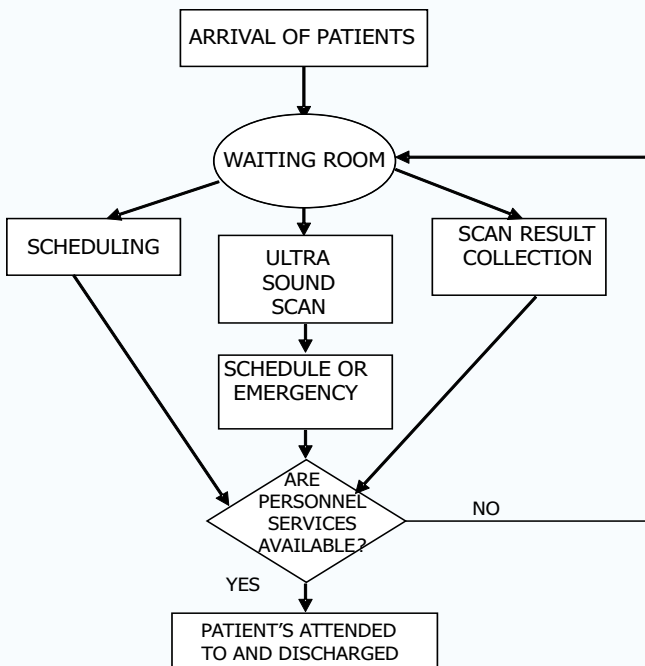 ARRIVAL OF PATIENTS
WAITING ROOM
SCHEDULING
ULTRA
SOUND
SCAN
SCAN RESULT
COLLECTION
SCHEDULE OR
EMERGENCY
ARE
PERSONNEL
SERVICES
AVAILABLE?
NO
YES
PATIENT'S ATTENDED
TO AND DISCHARGED